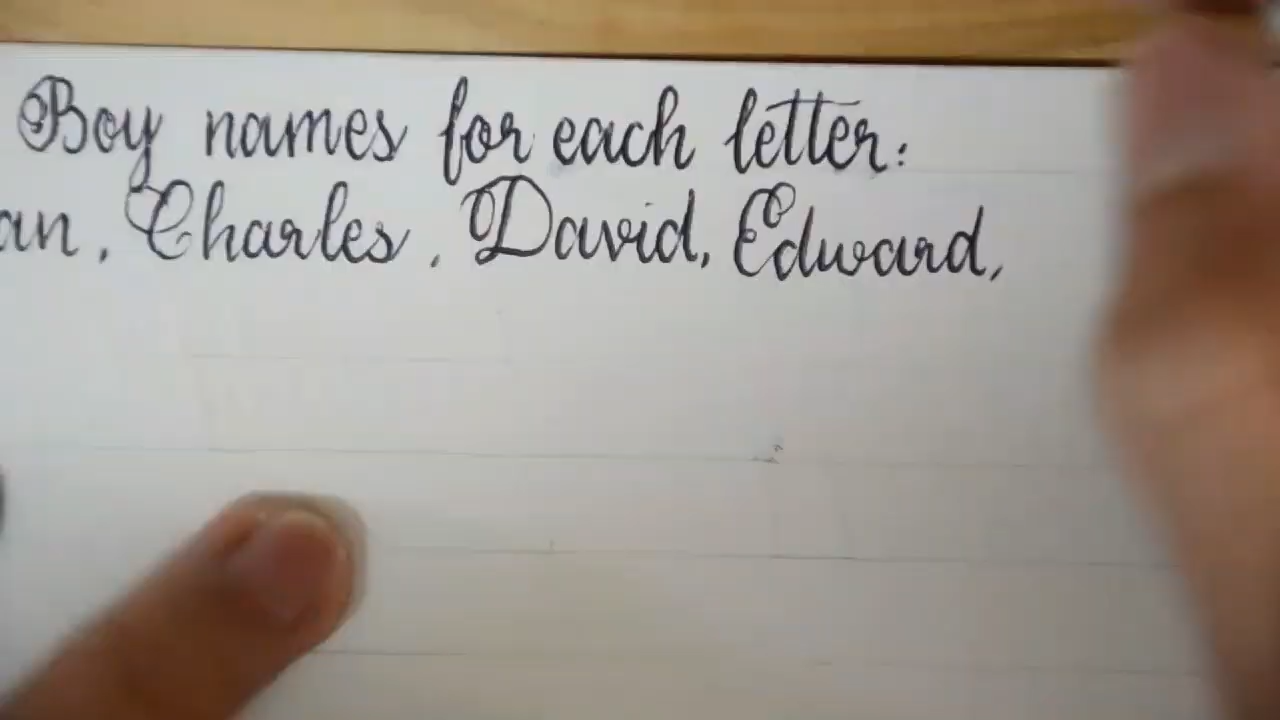 Boy names for each letter:
an, Charles, David, Edward,